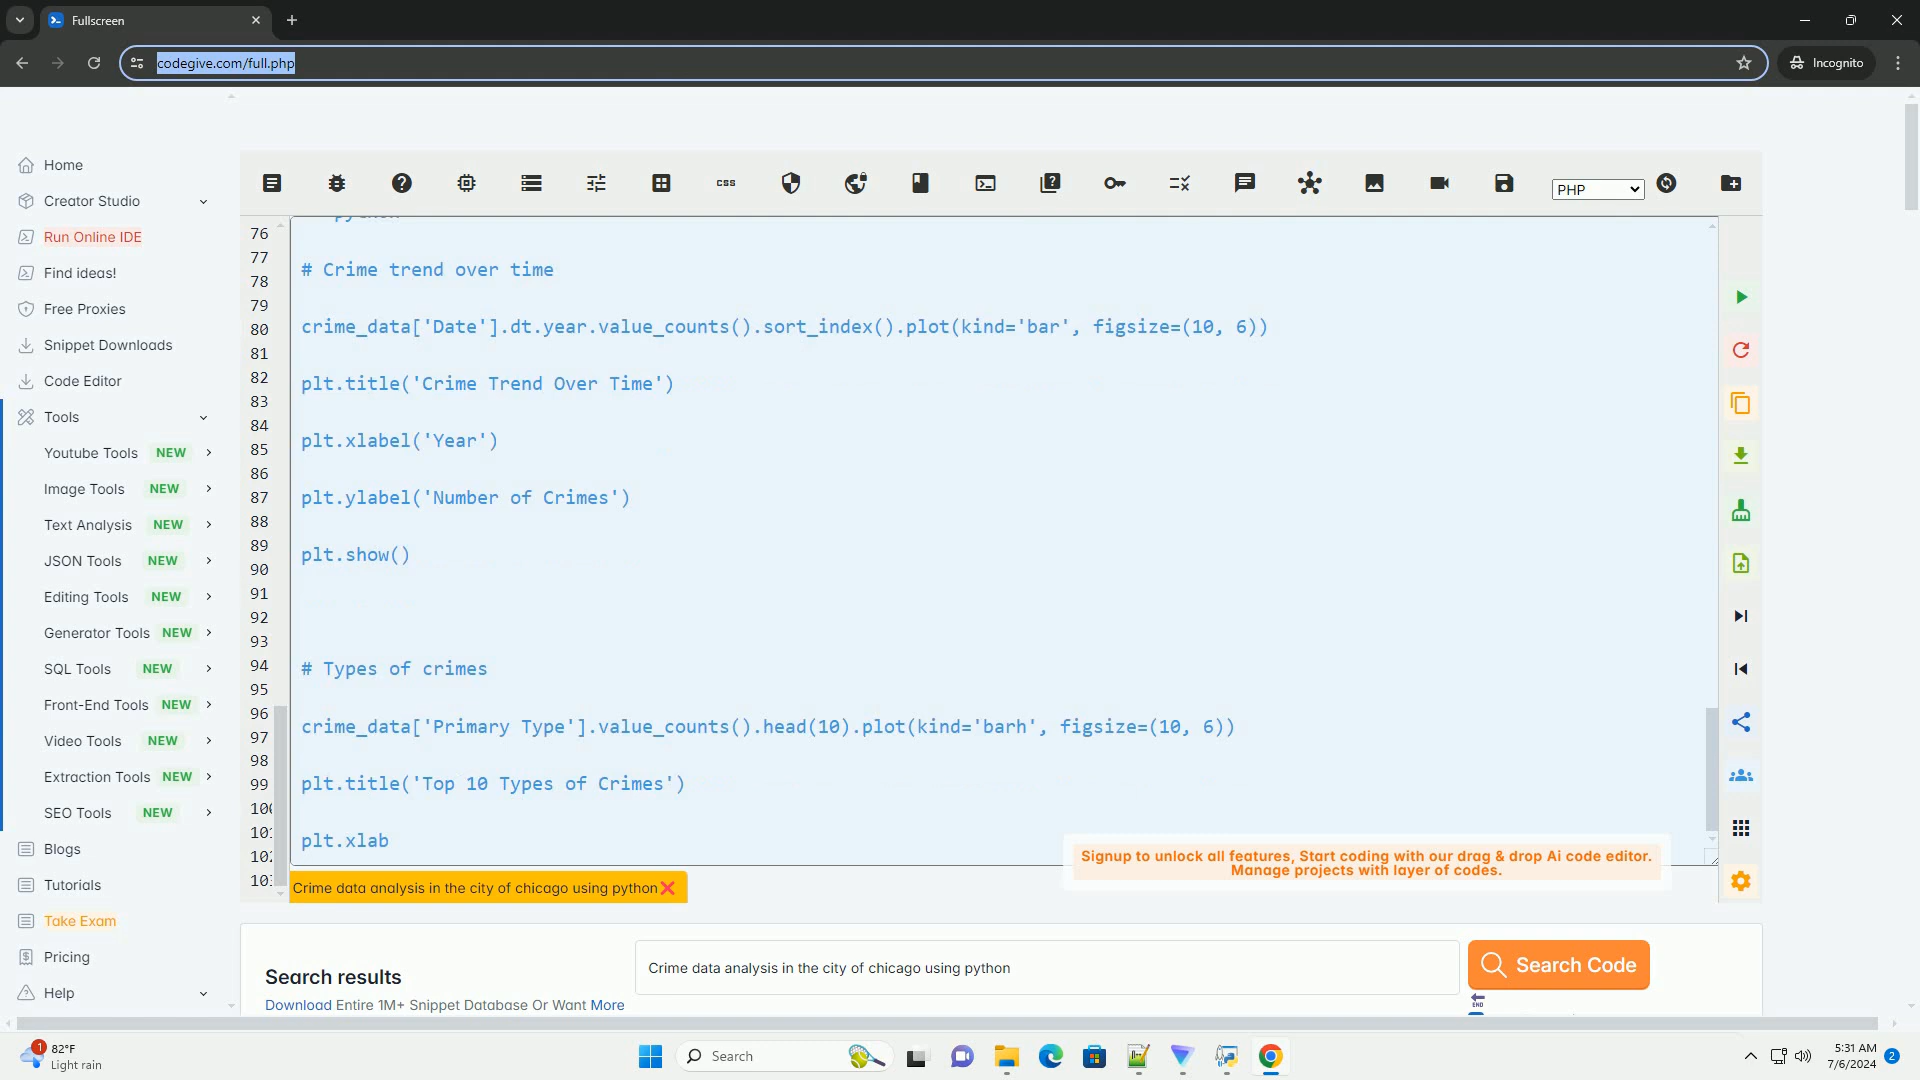 Fullscreen
codegive.com/full.php
Incognito
Home
Creator Studio
Run Online IDE
Find ideas!
Free Proxies
Snippet Downloads
Code Editor
Tools
Youtube Tools NEW
Image Tools NEW
Text Analysis NEW
JSON Tools NEW
Editing Tools NEW
Generator Tools NEW
SQL Tools NEW
Front-End Tools NEW
Video Tools NEW
Extraction Tools NEW
SEO Tools NEW
Blogs
Tutorials
Take Exam
Pricing
Help
css
PHP
76
77
78
79
80
81
82
83
84
85
86
87
88
89
90
91
92
93
94
95
96
97
98
99
# Crime trend over time
crime_data['Date'].dt.year.value_counts().sort_index().plot(kind='bar', figsize=(10, 6))
plt.title('Crime Trend Over Time')
plt.xlabel('Year')
plt.ylabel('Number of Crimes')
plt.show()
# Types of crimes
crime_data['Primary Type'].value_counts().head(10).plot(kind='barh', figsize=(10, 6))
plt.title('Top 10 Types of Crimes')
plt.xlab
Signup to unlock all features, Start coding with our drag & drop Ai code editor.
Manage projects with layer of codes.
Crime data analysis in the city of chicago using python
Search results
Download Entire 1M+ Snippet Database Or Want More
Crime data analysis in the city of chicago using python
Search Code
END
1
82°F
Light rain
Search
5:31 AM
7/6/2024
2